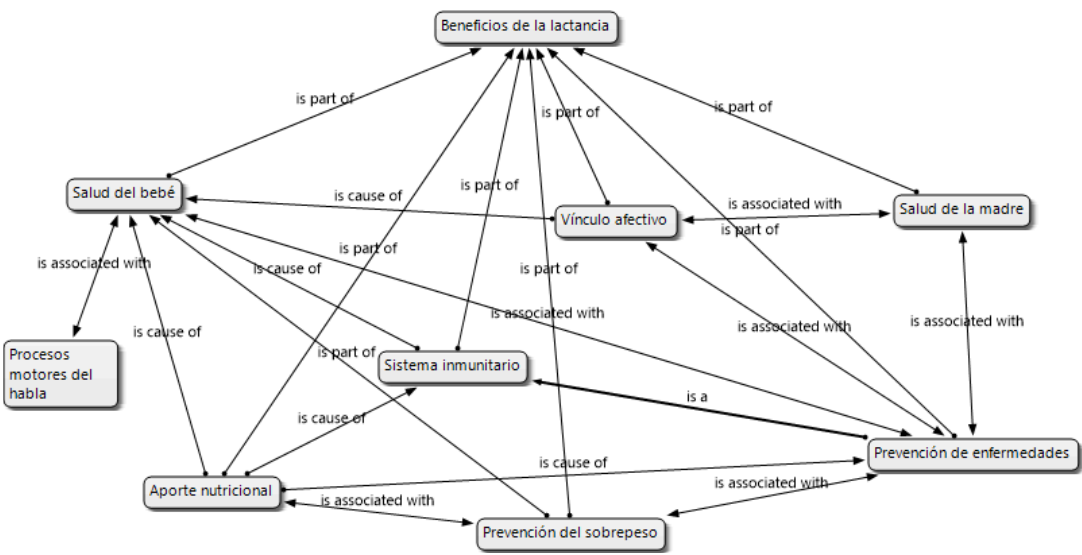 Beneficios de la lactancia
is part of
is part of
is part of
is part of
Salud del bebé
is cause of
Vínculo afectivo
is associated with
Salud de la madre
is part of
is part of
is associated with
is cause of
is part of
is associated with
is associated with
is associated with
is cause of
is part of
Procesos
motores del
habla
Sistema inmunitario
is a
is cause of
Prevención de enfermedades
is cause of
is associated with
Aporte nutricional
is associated with
Prevención del sobrepeso